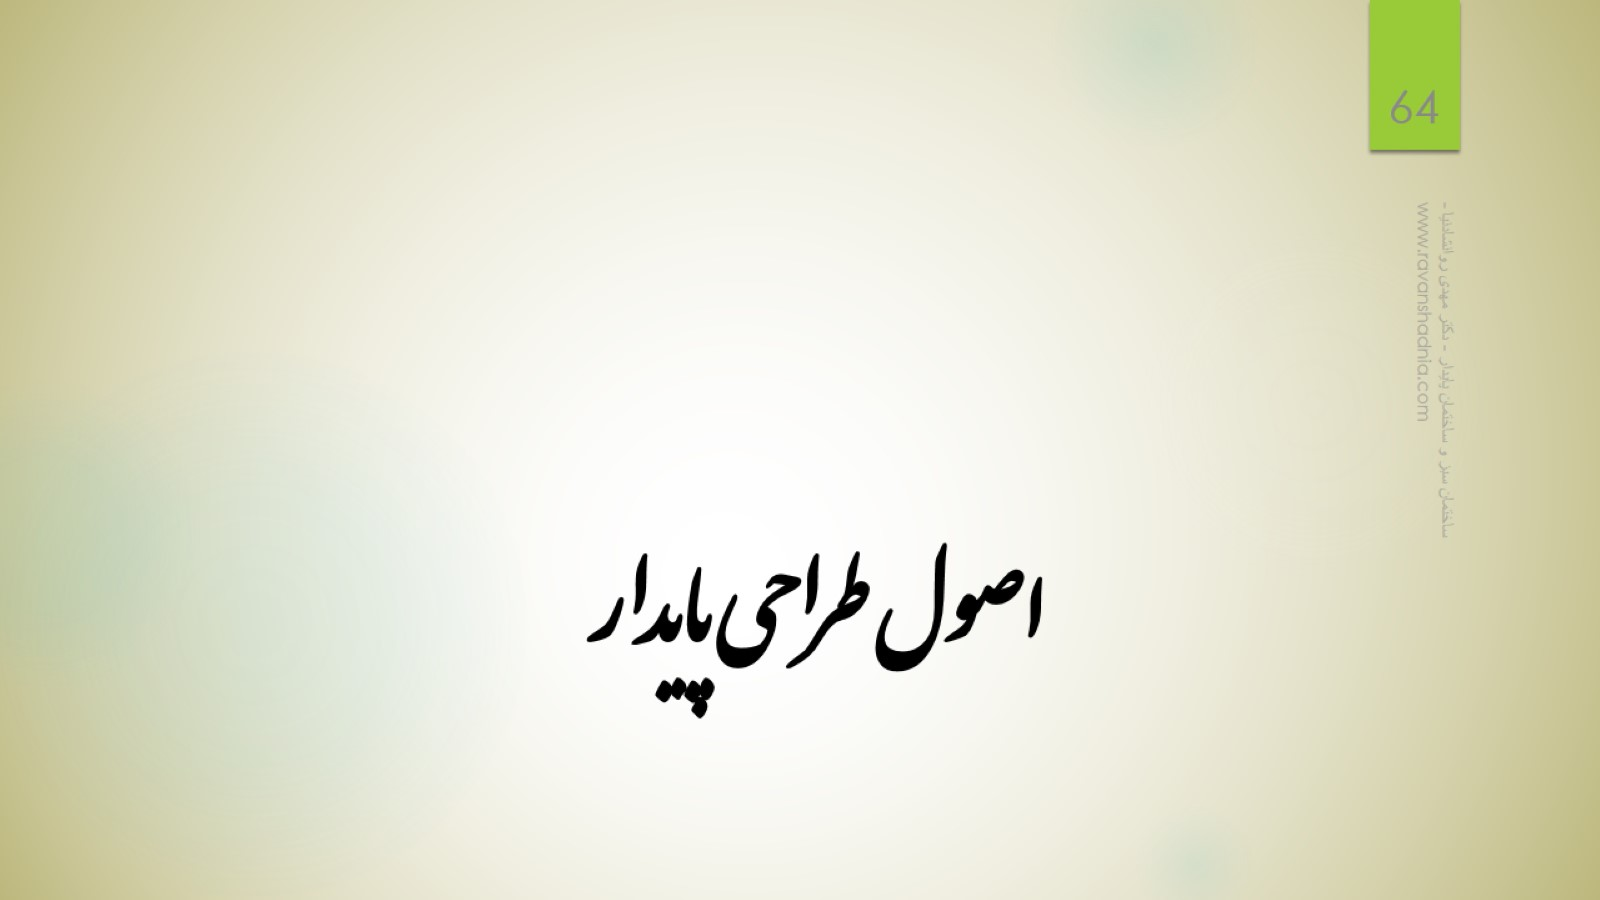 64
ساختمان سبز و ساختمان پایدار - دکتر مهدی روانشادنیا -
www.ravanshadnia.com
اصول طراحی پایدار